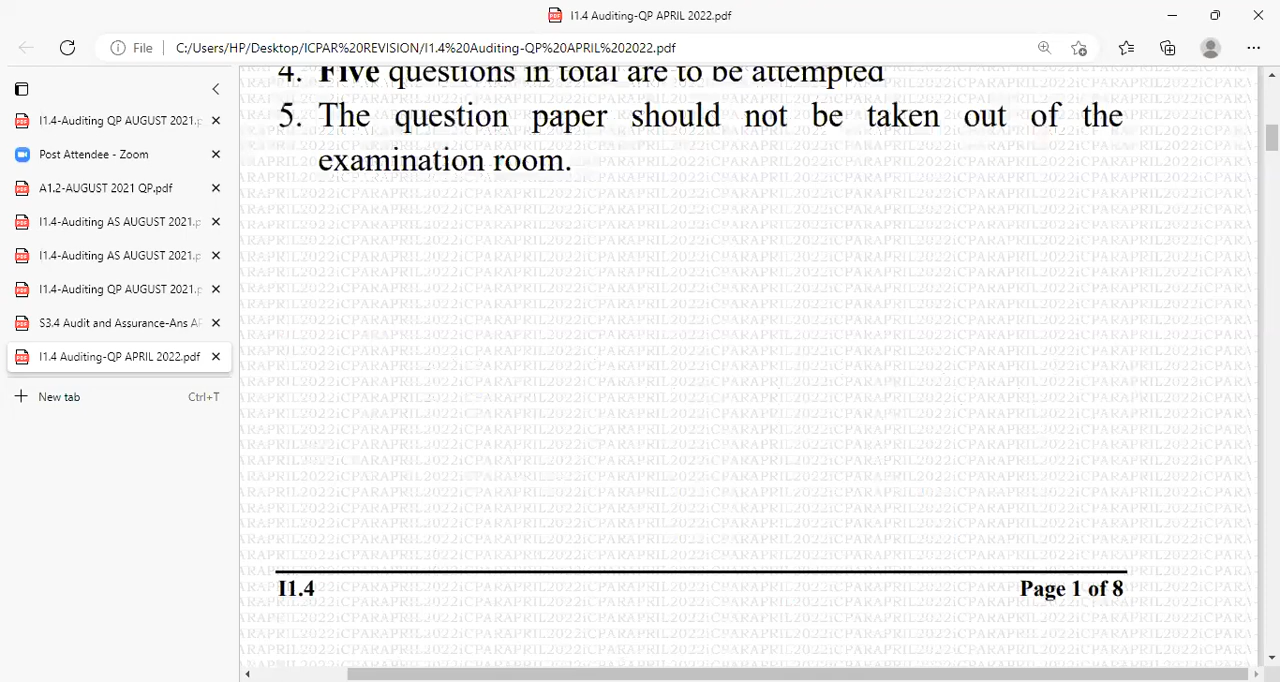 I1.4 Auditing-QP APRIL 2022.pdf
File
C:/Users/HP/Desktop/ICPAR%20REVISION/I1.4%20Auditing-QP%20APRIL%202022.pdf
I1.4-Auditing QP AUGUST 2021.p
Post Attendee - Zoom
A1.2-AUGUST 2021 QP.pdf
I1.4-Auditing AS AUGUST 2021.p
I1.4-Auditing AS AUGUST 2021.p
I1.4-Auditing QP AUGUST 2021.p
S3.4 Audit and Assurance-Ans A
I1.4 Auditing-QP APRIL 2022.pdf
New tab Ctrl+T
4. Five questions in total are to be attempted
5. The question paper should not be taken out of the
examination room.
I1.4 Page 1 of 8